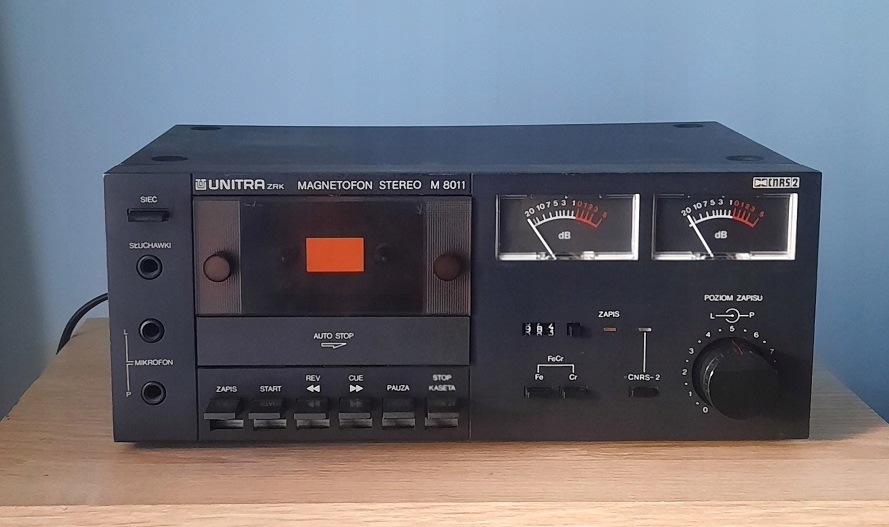 UNITRA ZRK MAGNETOFON STEREO M 8011
CNRS 2
SIEĆ
SŁUCHAWKI
L
MIKROFON
P
AUTO STOP
ZAPIS
START
REV
CUE
PAUZA
STOP
KASETA
20 10 7 5 3 1 0 1 2 3 5
dB
20 10 7 5 3 1 0 1 2 3 5
dB
ZAPIS
FeCr
Fe
Cr
CNRS-2
POZIOM ZAPISU
L
P
0
1
2
3
4
5
6
7